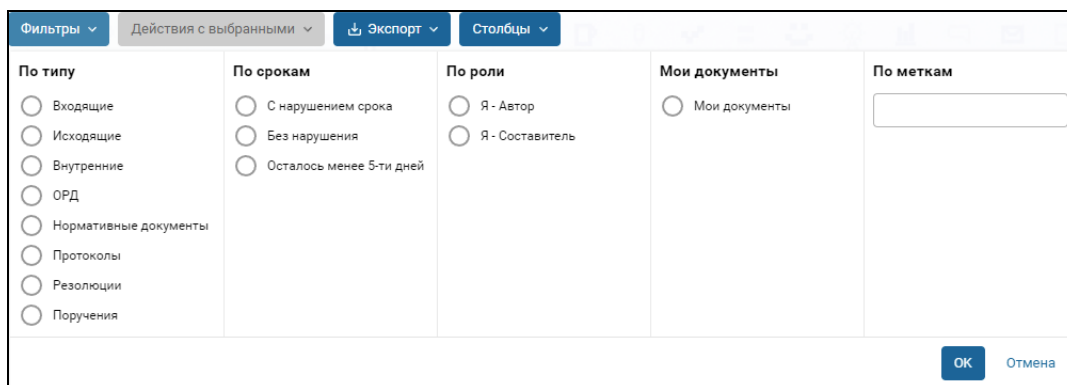 Фильтры Действия с выбранными Экспорт Столбцы
По типу По срокам По роли Мои документы По меткам
Входящие С нарушением срока Я - Автор Мои документы
Исходящие Без нарушения Я - Составитель
Внутренние Осталось менее 5-ти дней
ОРД
Нормативные документы
Протоколы
Резолюции
Поручения
ОК Отмена